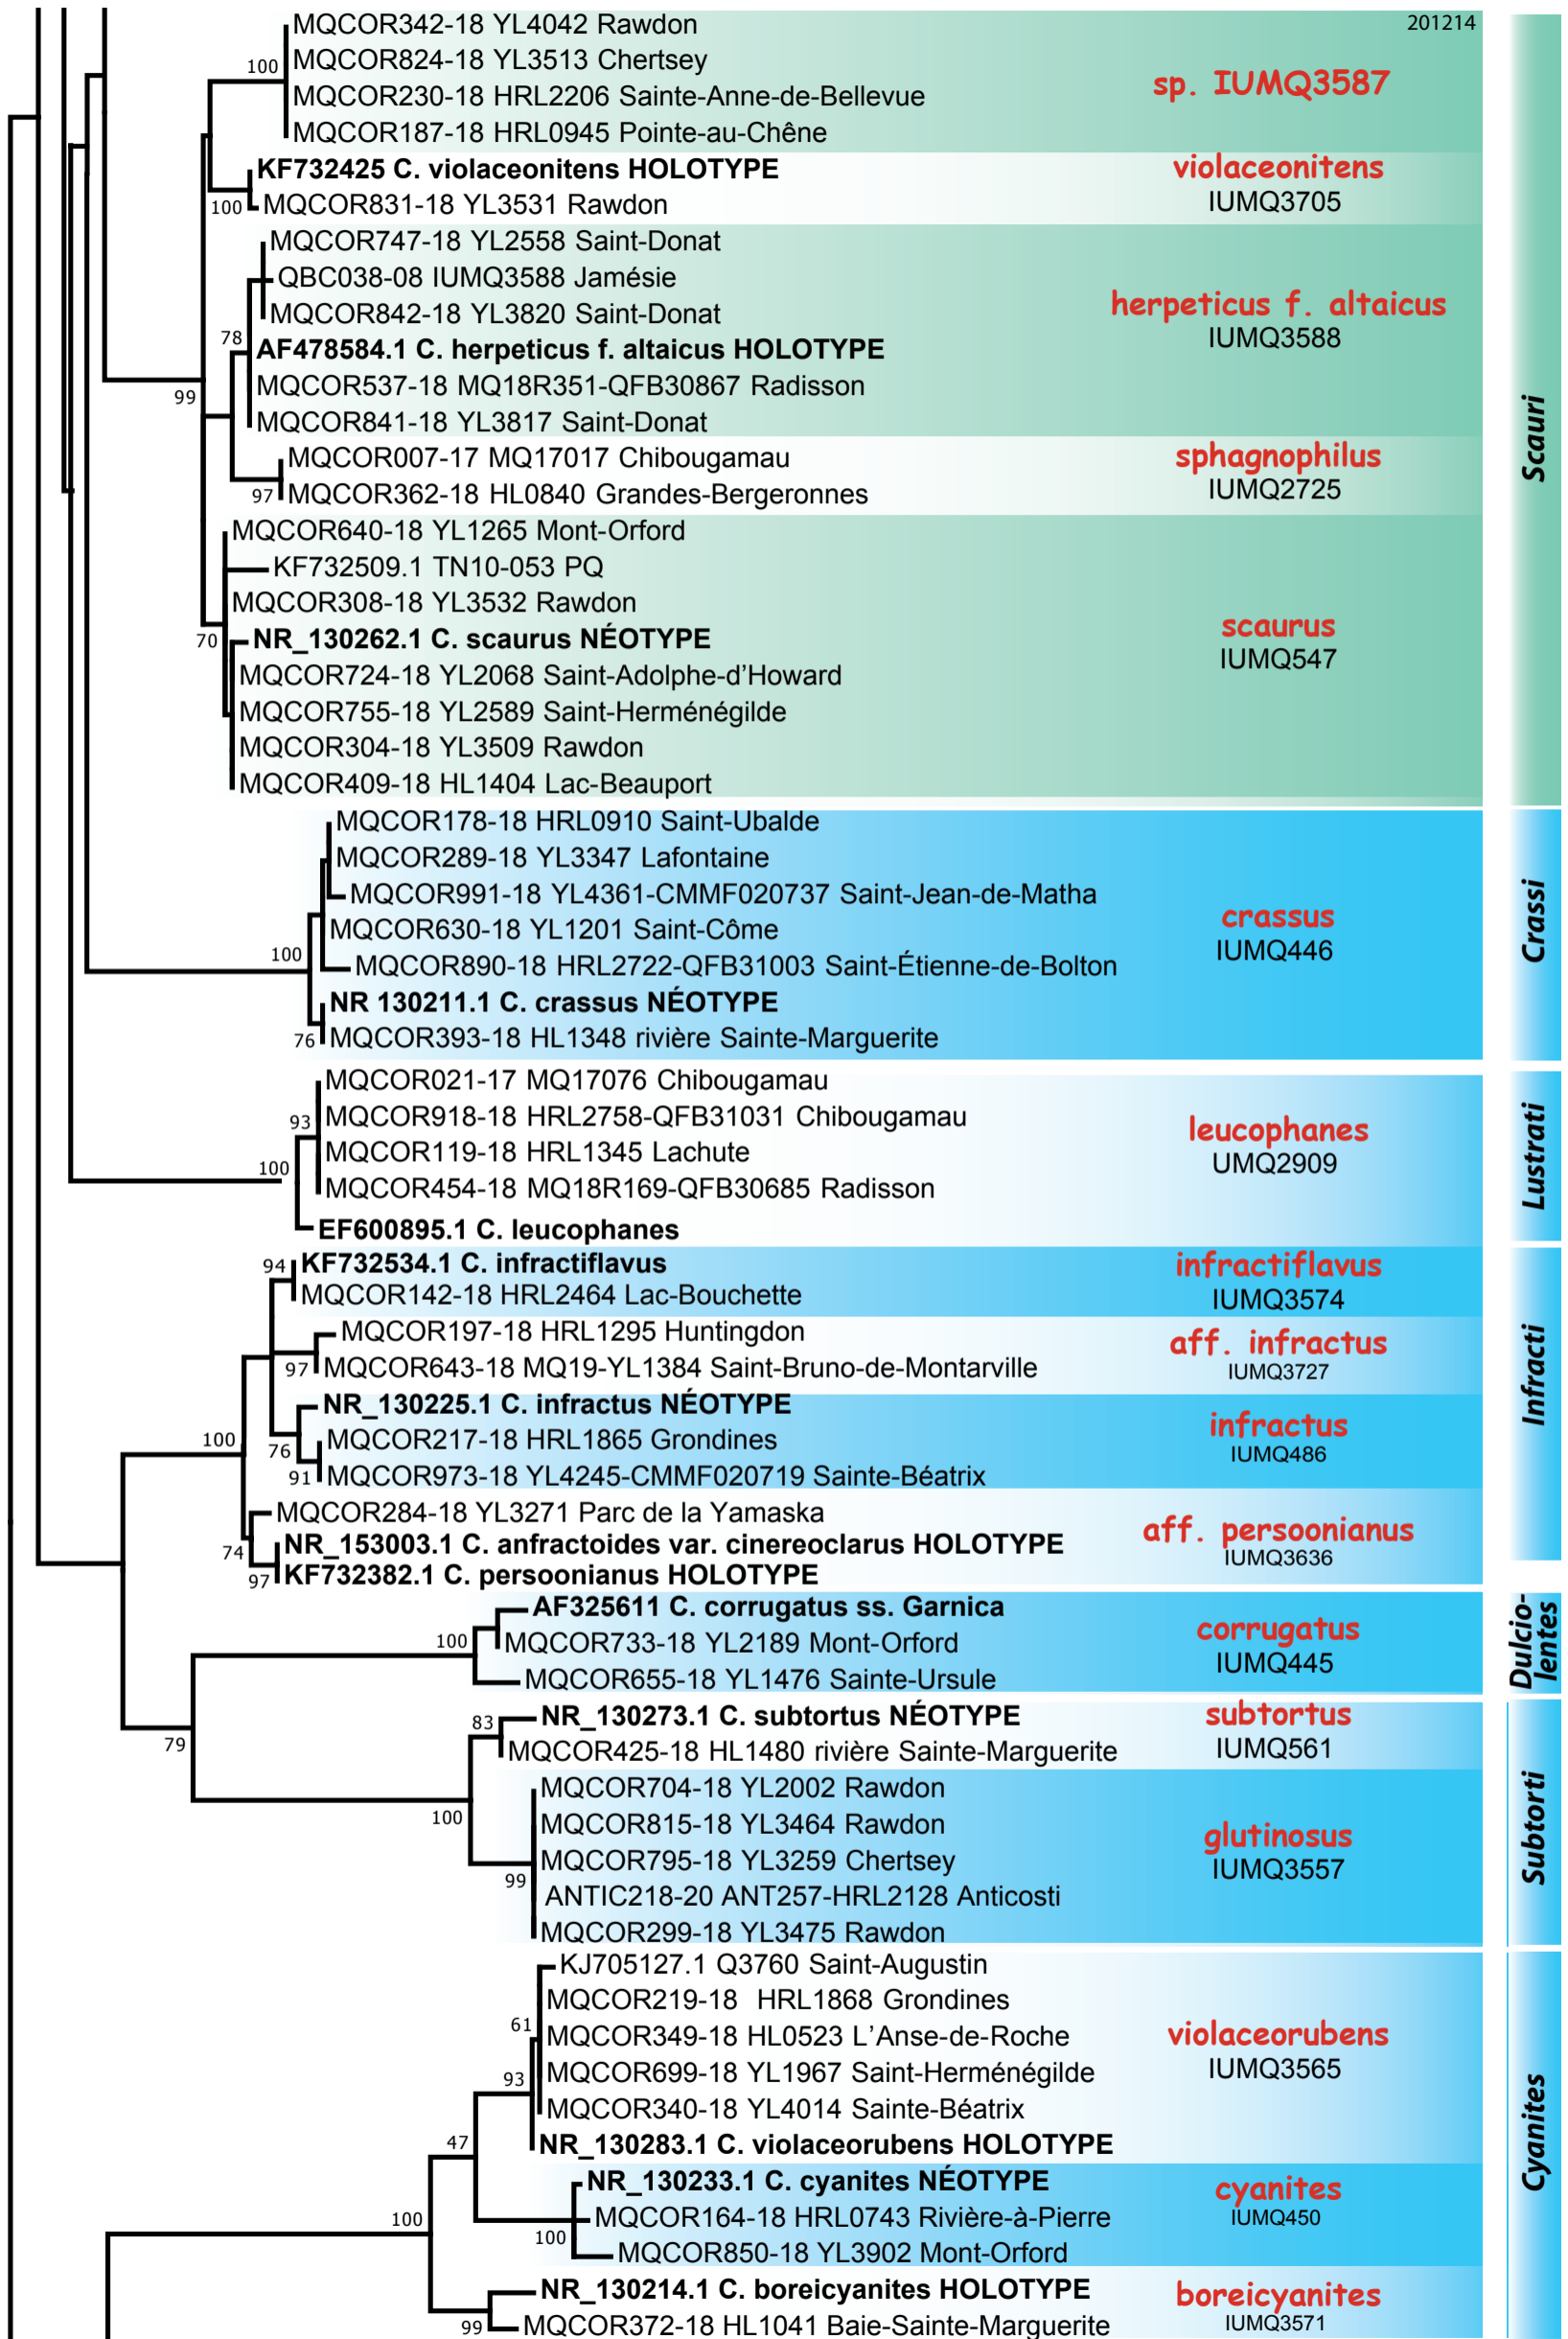 201214
MQCOR342-18 YL4042 Rawdon
MQCOR824-18 YL3513 Chertsey
100
sp. IUMQ3587
MQCOR230-18 HRL2206 Sainte-Anne-de-Bellevue
MQCOR187-18 HRL0945 Pointe-au-Chêne
KF732425 C. violaceonitens HOLOTYPE
violaceonitens
IUMQ3705
100
MQCOR831-18 YL3531 Rawdon
MQCOR747-18 YL2558 Saint-Donat
QBC038-08 IUMQ3588 Jamésie
MQCOR842-18 YL3820 Saint-Donat
herpeticus f. altaicus
IUMQ3588
78
AF478584.1 C. herpeticus f. altaicus HOLOTYPE
MQCOR537-18 MQ18R351-QFB30867 Radisson
99
MQCOR841-18 YL3817 Saint-Donat
Scauri
MQCOR007-17 MQ17017 Chibougamau
sphagnophilus
IUMQ2725
97
MQCOR362-18 HL0840 Grandes-Bergeronnes
MQCOR640-18 YL1265 Mont-Orford
KF732509.1 TN10-053 PQ
MQCOR308-18 YL3532 Rawdon
scaurus
IUMQ547
70
NR_130262.1 C. scaurus NÉOTYPE
MQCOR724-18 YL2068 Saint-Adolphe-d’Howard
MQCOR755-18 YL2589 Saint-Herménégilde
MQCOR304-18 YL3509 Rawdon
MQCOR409-18 HL1404 Lac-Beauport
MQCOR178-18 HRL0910 Saint-Ubalde
MQCOR289-18 YL3347 Lafontaine
MQCOR991-18 YL4361-CMMF020737 Saint-Jean-de-Matha
crassus
IUMQ446
Crassi
MQCOR630-18 YL1201 Saint-Côme
100
MQCOR890-18 HRL2722-QFB31003 Saint-Étienne-de-Bolton
NR 130211.1 C. crassus NÉOTYPE
76
MQCOR393-18 HL1348 rivière Sainte-Marguerite
MQCOR021-17 MQ17076 Chibougamau
93
MQCOR918-18 HRL2758-QFB31031 Chibougamau
leucophanes
UMQ2909
Lustrati
MQCOR119-18 HRL1345 Lachute
100
MQCOR454-18 MQ18R169-QFB30685 Radisson
EF600895.1 C. leucophanes
94
KF732534.1 C. infractiflavus
infractiflavus
IUMQ3574
MQCOR142-18 HRL2464 Lac-Bouchette
MQCOR197-18 HRL1295 Huntingdon
aff. infractus
IUMQ3727
97
MQCOR643-18 MQ19-YL1384 Saint-Bruno-de-Montarville
Infracti
NR_130225.1 C. infractus NÉOTYPE
infractus
IUMQ486
100
76
MQCOR217-18 HRL1865 Grondines
91
MQCOR973-18 YL4245-CMMF020719 Sainte-Béatrix
MQCOR284-18 YL3271 Parc de la Yamaska
aff. persoonianus
IUMQ3636
74
NR_153003.1 C. anfractoides var. cinereoclarus HOLOTYPE
97
KF732382.1 C. persoonianus HOLOTYPE
AF325611 C. corrugatus ss. Garnica
corrugatus
IUMQ445
Dulcio-
lentes
100
MQCOR733-18 YL2189 Mont-Orford
MQCOR655-18 YL1476 Sainte-Ursule
83
NR_130273.1 C. subtortus NÉOTYPE
subtortus
IUMQ561
79
MQCOR425-18 HL1480 rivière Sainte-Marguerite
MQCOR704-18 YL2002 Rawdon
100
MQCOR815-18 YL3464 Rawdon
glutinosus
IUMQ3557
Subtorti
MQCOR795-18 YL3259 Chertsey
99
ANTIC218-20 ANT257-HRL2128 Anticosti
MQCOR299-18 YL3475 Rawdon
KJ705127.1 Q3760 Saint-Augustin
MQCOR219-18 HRL1868 Grondines
61
MQCOR349-18 HL0523 L’Anse-de-Roche
violaceorubens
IUMQ3565
93
MQCOR699-18 YL1967 Saint-Herménégilde
MQCOR340-18 YL4014 Sainte-Béatrix
47
NR_130283.1 C. violaceorubens HOLOTYPE
Cyanites
NR_130233.1 C. cyanites NÉOTYPE
cyanites
IUMQ450
100
MQCOR164-18 HRL0743 Rivière-à-Pierre
100
MQCOR850-18 YL3902 Mont-Orford
NR_130214.1 C. boreicyanites HOLOTYPE
boreicyanites
IUMQ3571
99
MQCOR372-18 HL1041 Baie-Sainte-Marguerite